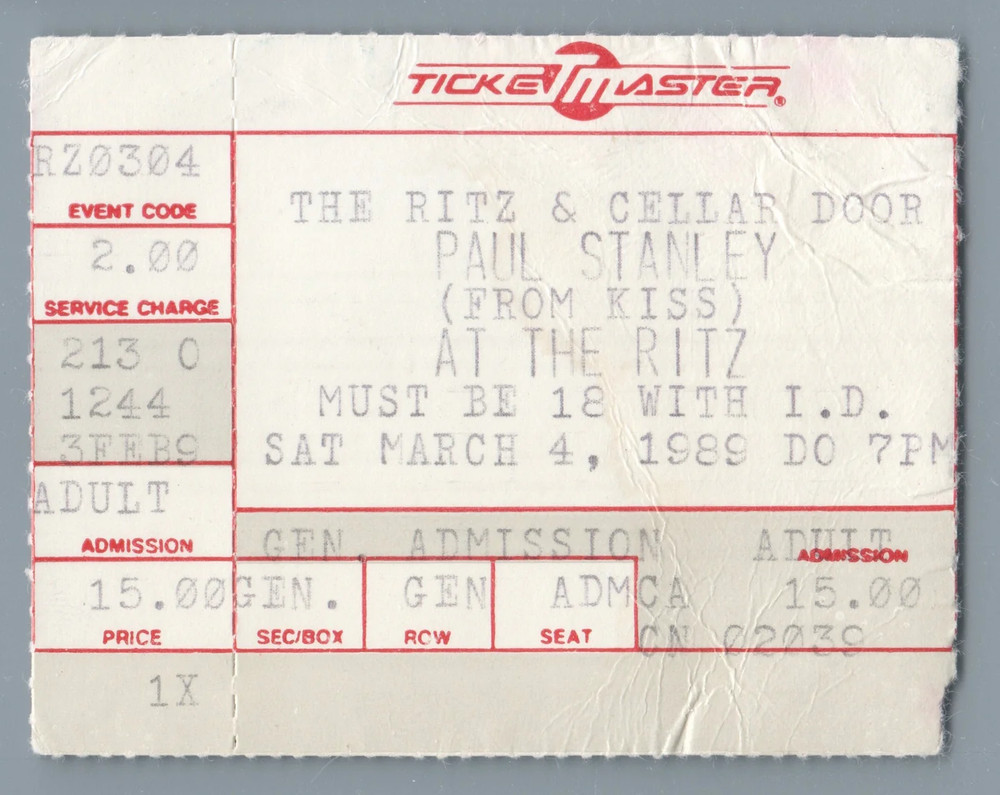 TICKETMASTER®
RZ0304
EVENT CODE
2.00
SERVICE CHARGE
213 0
1244
3FEB9
ADULT
ADMISSION
15.00
PRICE
1X
THE RITZ & CELLAR DOOR
PAUL STANLEY
(FROM KISS)
AT THE RITZ
MUST BE 18 WITH I.D.
SAT MARCH 4, 1989 DO 7PM
GEN. ADMISSION ADULT
ADMISSION
GEN. GEN ADMCA 15.00
SEC/BOX ROW SEAT
CN 02039